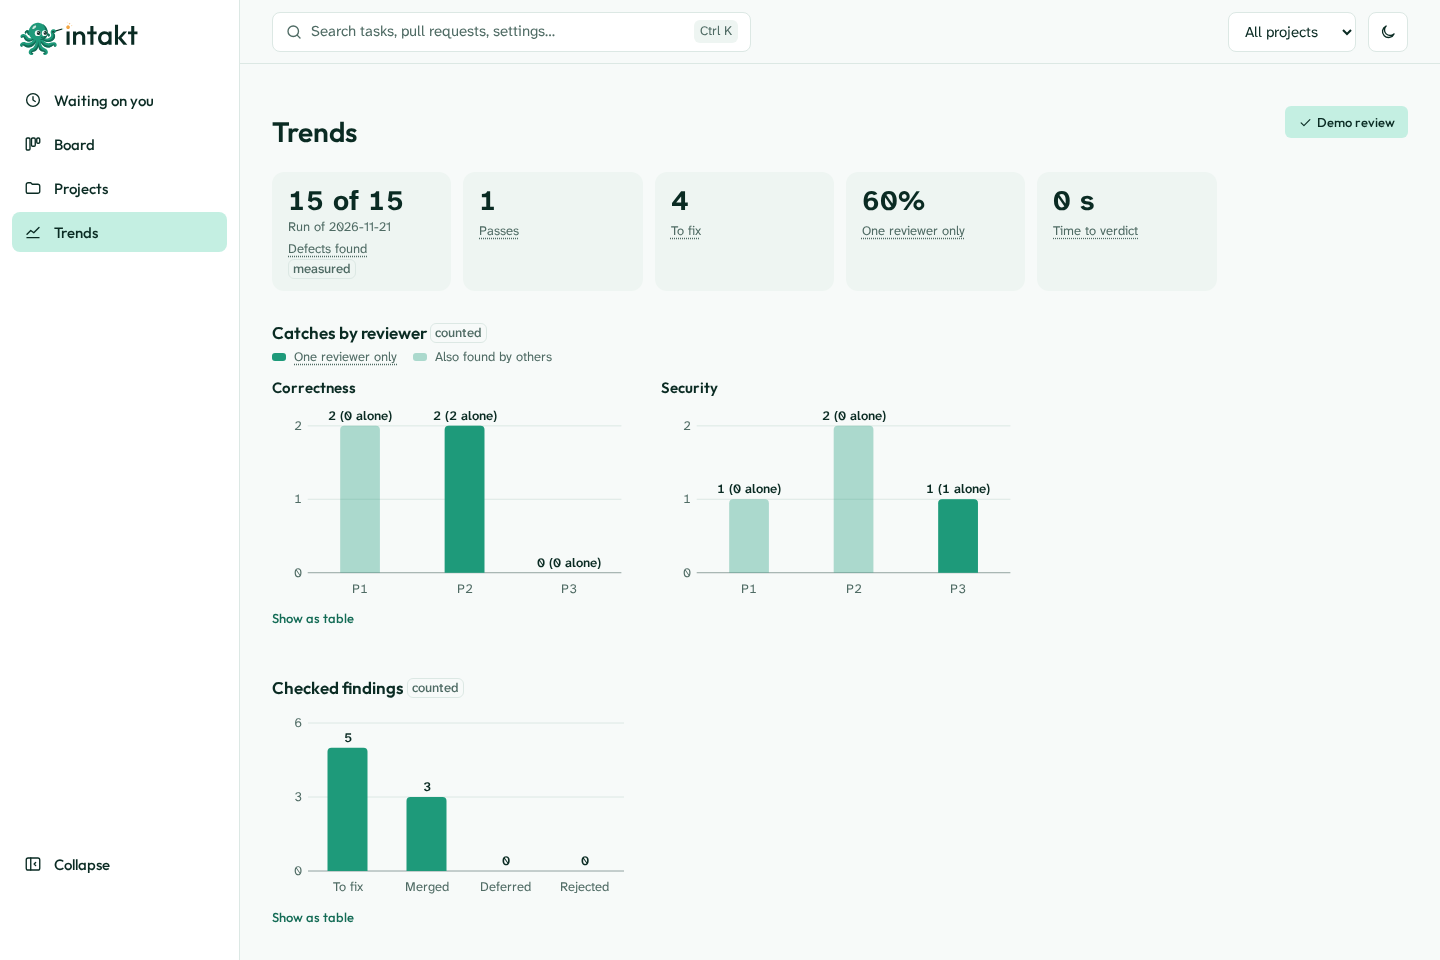 intakt
Search tasks, pull requests, settings...
Ctrl K
All projects
Waiting on you
Board
Projects
Trends
Collapse
Trends
Demo review
15 of 15
Run of 2026-11-21
Defects found
measured
1
Passes
4
To fix
60%
One reviewer only
0 s
Time to verdict
Catches by reviewer counted
One reviewer only Also found by others
Correctness
2 (0 alone) 2 (2 alone)
2
1
0 (0 alone)
0
P1 P2 P3
Security
2 (0 alone)
2
1 (0 alone) 1 (1 alone)
1
0
P1 P2 P3
Show as table
Checked findings counted
6
5
3
3
0 0
0
To fix Merged Deferred Rejected
Show as table